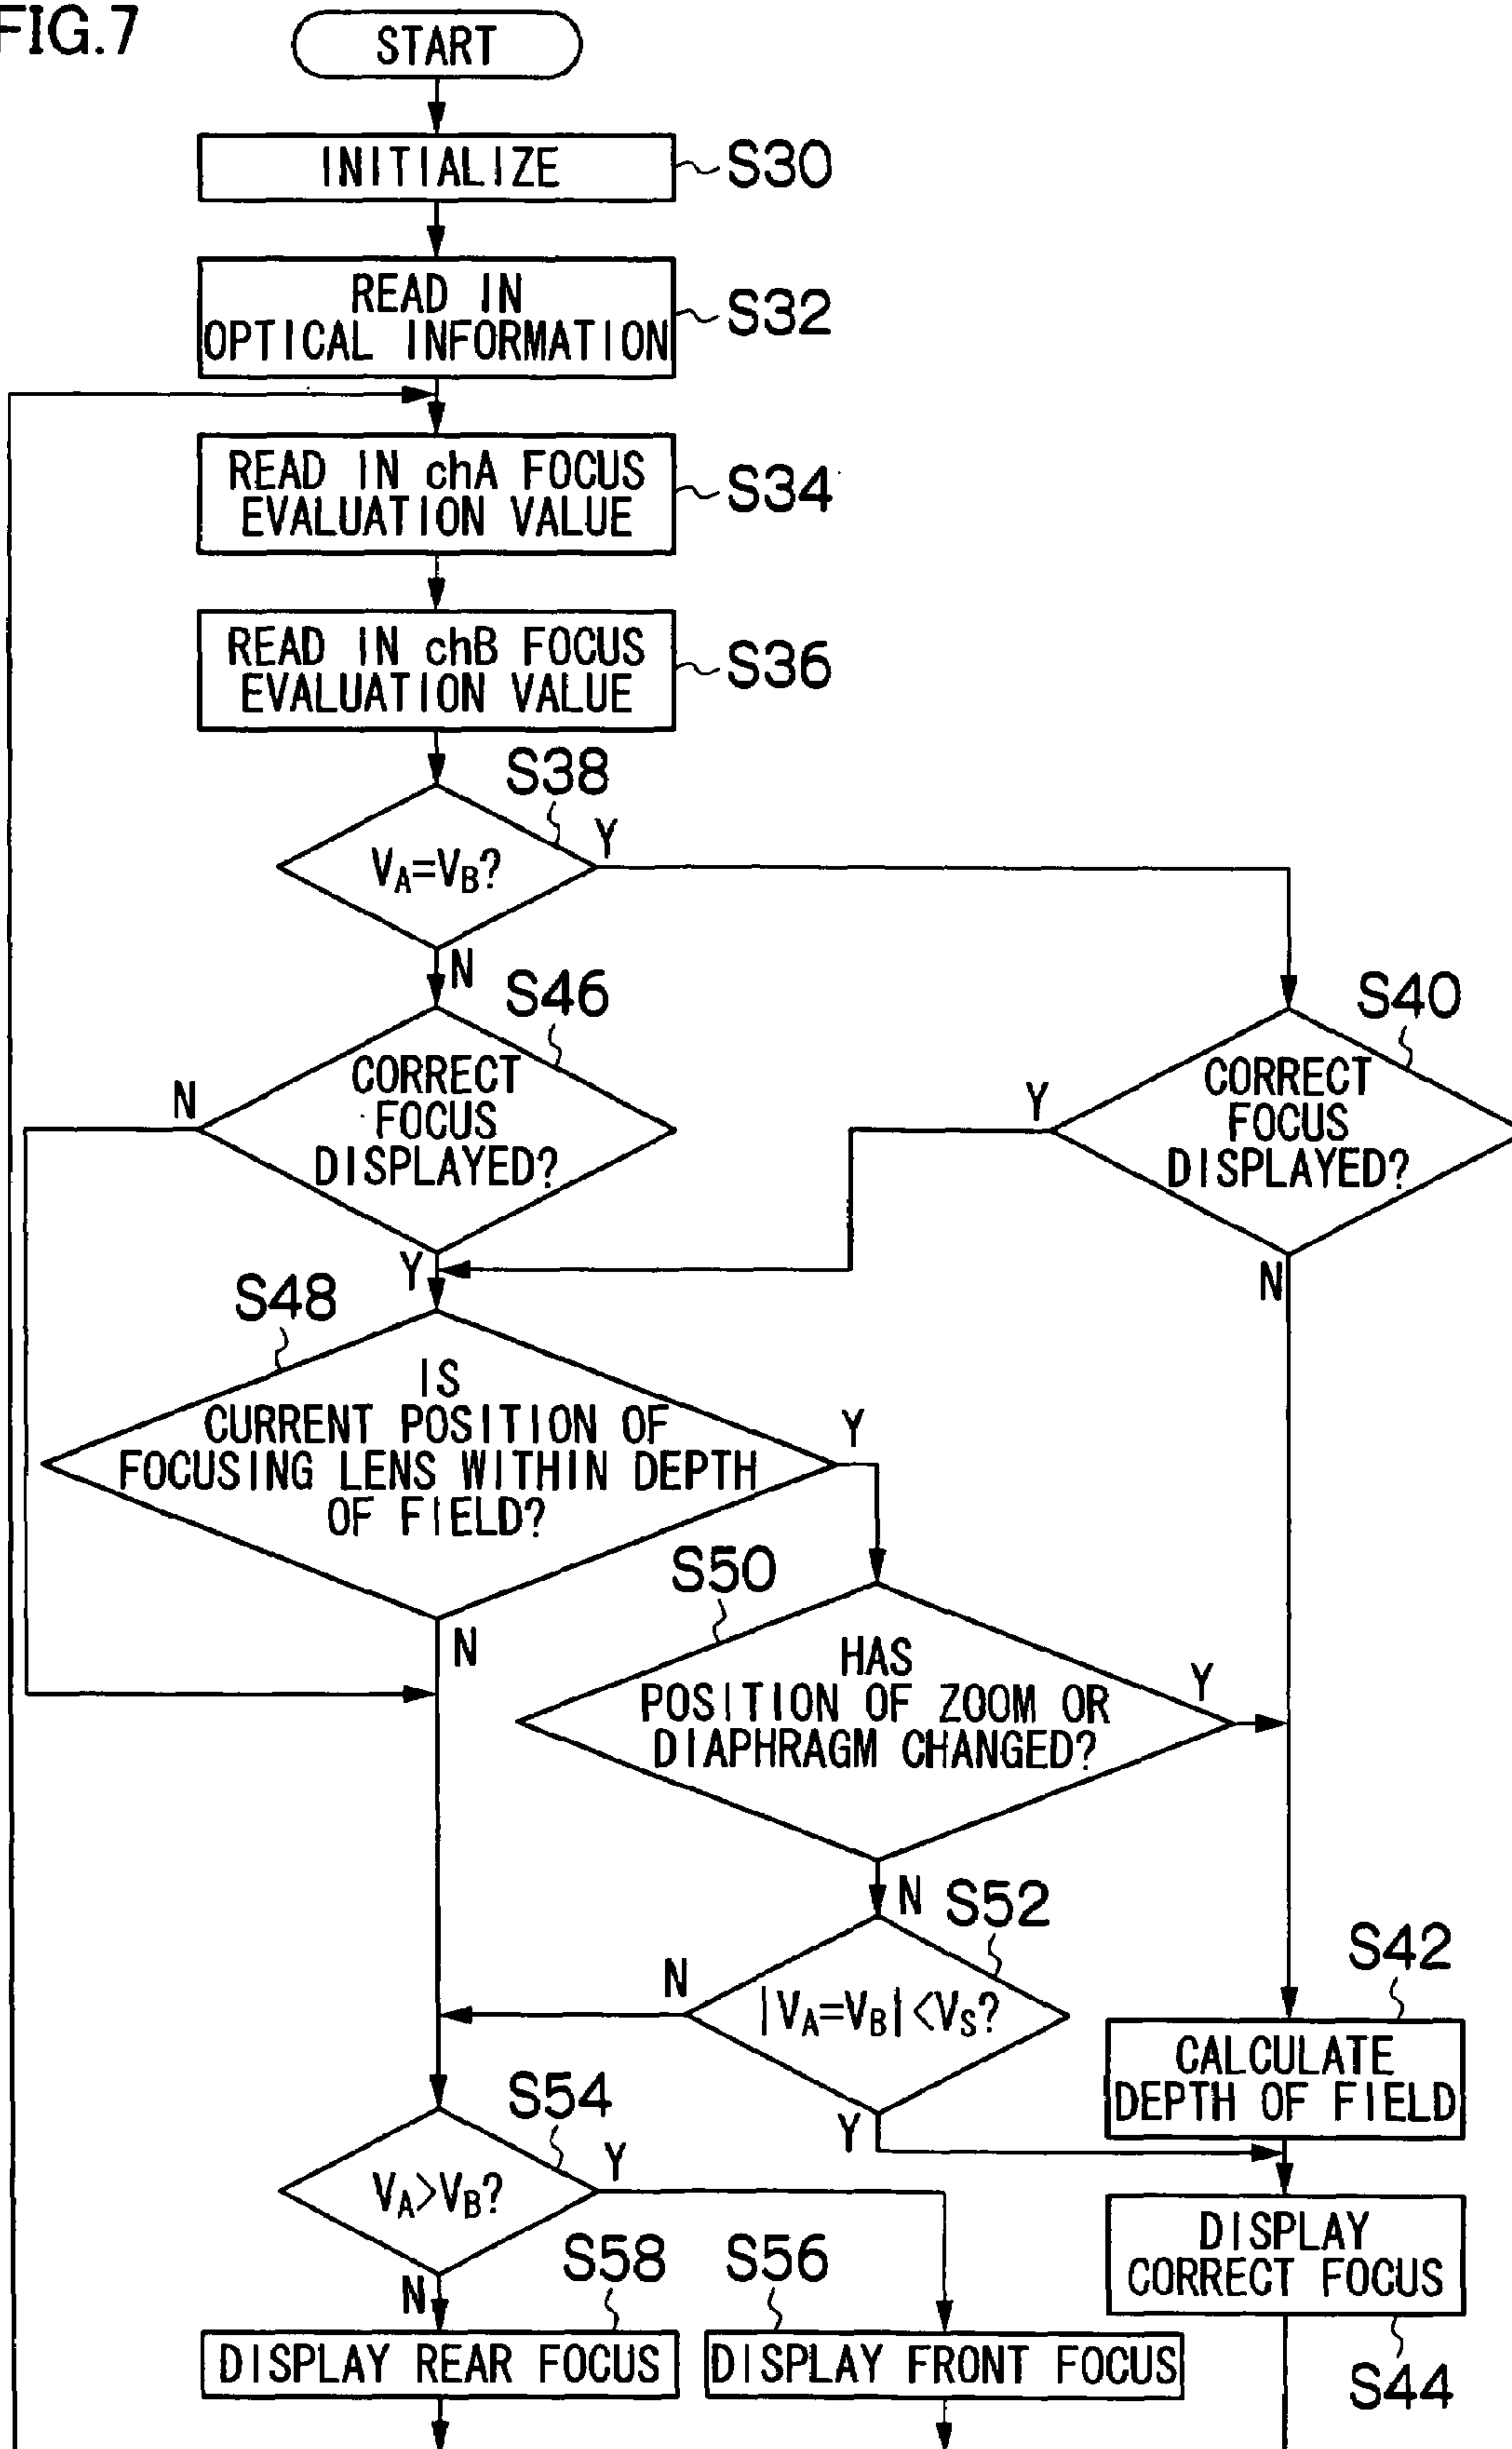 FIG.7
START
INITIALIZE
S30
READ IN
OPTICAL INFORMATION
S32
READ IN chA FOCUS
EVALUATION VALUE
S34
READ IN chB FOCUS
EVALUATION VALUE
S36
S38
VA=VB?
Y
N
S46
CORRECT
FOCUS
DISPLAYED?
N
Y
S40
CORRECT
FOCUS
DISPLAYED?
Y
N
S48
IS
CURRENT POSITION OF
FOCUSING LENS WITHIN DEPTH
OF FIELD?
Y
N
S50
HAS
POSITION OF ZOOM OR
DIAPHRAGM CHANGED?
Y
N
S52
|VA=VB|<VS?
N
Y
S42
CALCULATE
DEPTH OF FIELD
S54
VA>VB?
Y
N
S58
DISPLAY REAR FOCUS
S56
DISPLAY FRONT FOCUS
DISPLAY
CORRECT FOCUS
S44